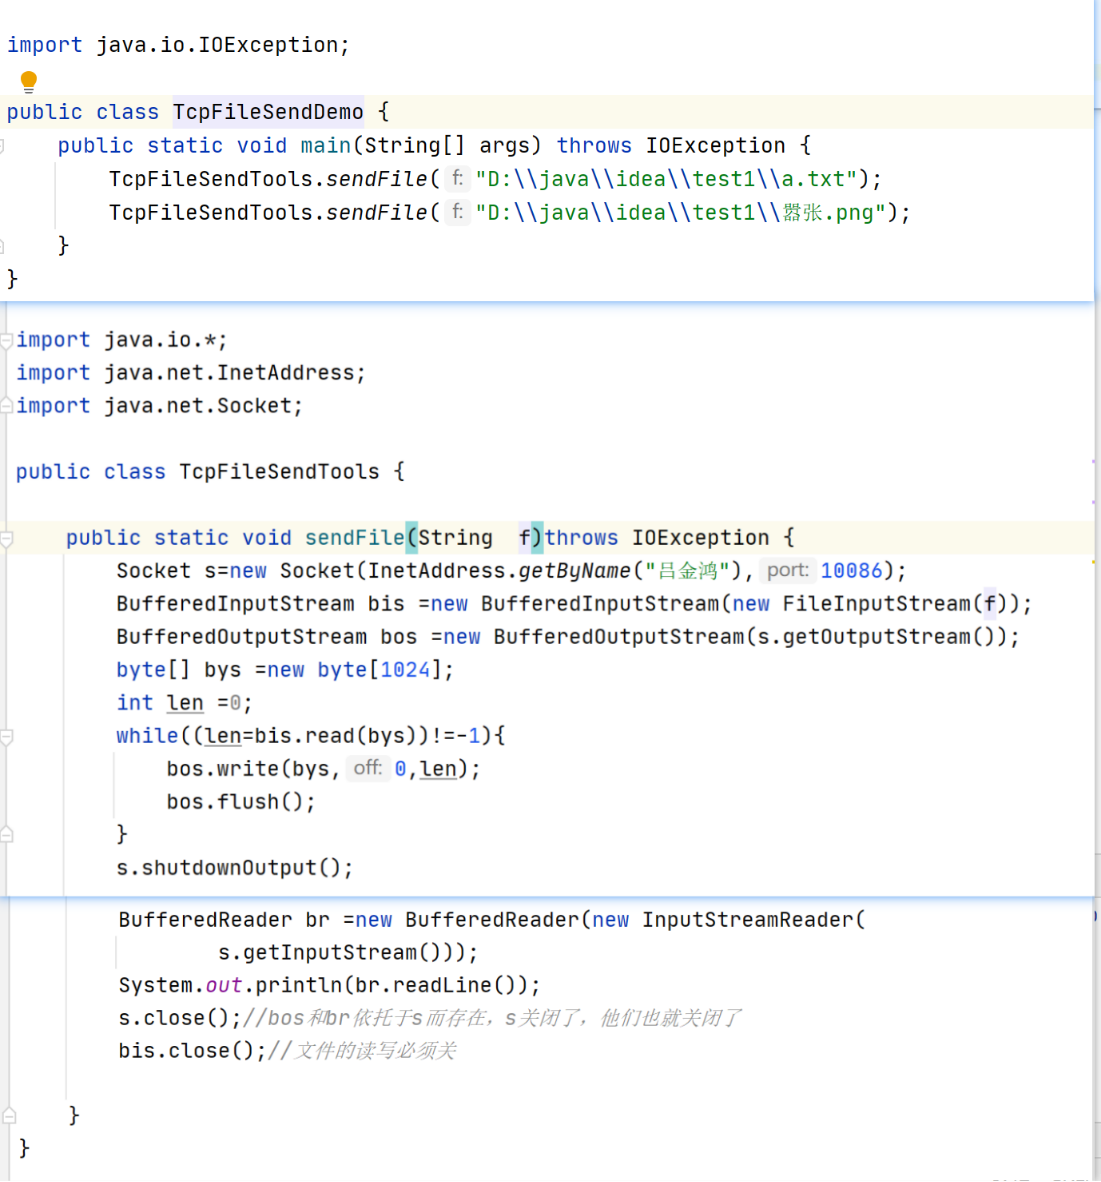 import java.io.IOException;
public class TcpFileSendDemo {
public static void main(String[] args) throws IOException {
TcpFileSendTools.sendFile( f: "D:\\java\\idea\\test1\\a.txt");
TcpFileSendTools.sendFile( f: "D:\\java\\idea\\test1\\嚣张.png");
}
}
import java.io.*;
import java.net.InetAddress;
import java.net.Socket;
public class TcpFileSendTools {
public static void sendFile(String  f)throws IOException {
Socket s=new Socket(InetAddress.getByName("吕金鸿"), port: 10086);
BufferedInputStream bis =new BufferedInputStream(new FileInputStream(f));
BufferedOutputStream bos =new BufferedOutputStream(s.getOutputStream());
byte[] bys =new byte[1024];
int len =0;
while((len=bis.read(bys))!=-1){
bos.write(bys, off: 0,len);
bos.flush();
}
s.shutdownOutput();
BufferedReader br =new BufferedReader(new InputStreamReader(
s.getInputStream()));
System.out.println(br.readLine());
s.close();//bos和br依托于s而存在，s关闭了，他们也就关闭了
bis.close();//文件的读写必须关
}
}